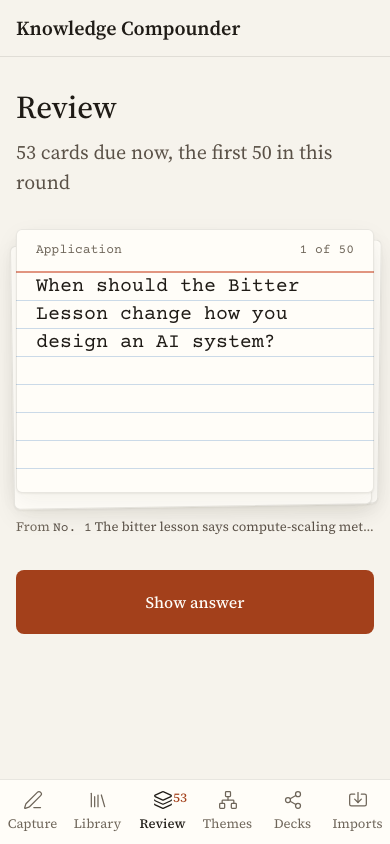 Knowledge Compounder
Review
53 cards due now, the first 50 in this
round
Application 1 of 50
When should the Bitter
Lesson change how you
design an AI system?
From No. 1 The bitter lesson says compute-scaling met…
Show answer
53
Capture Library Review Themes Decks Imports